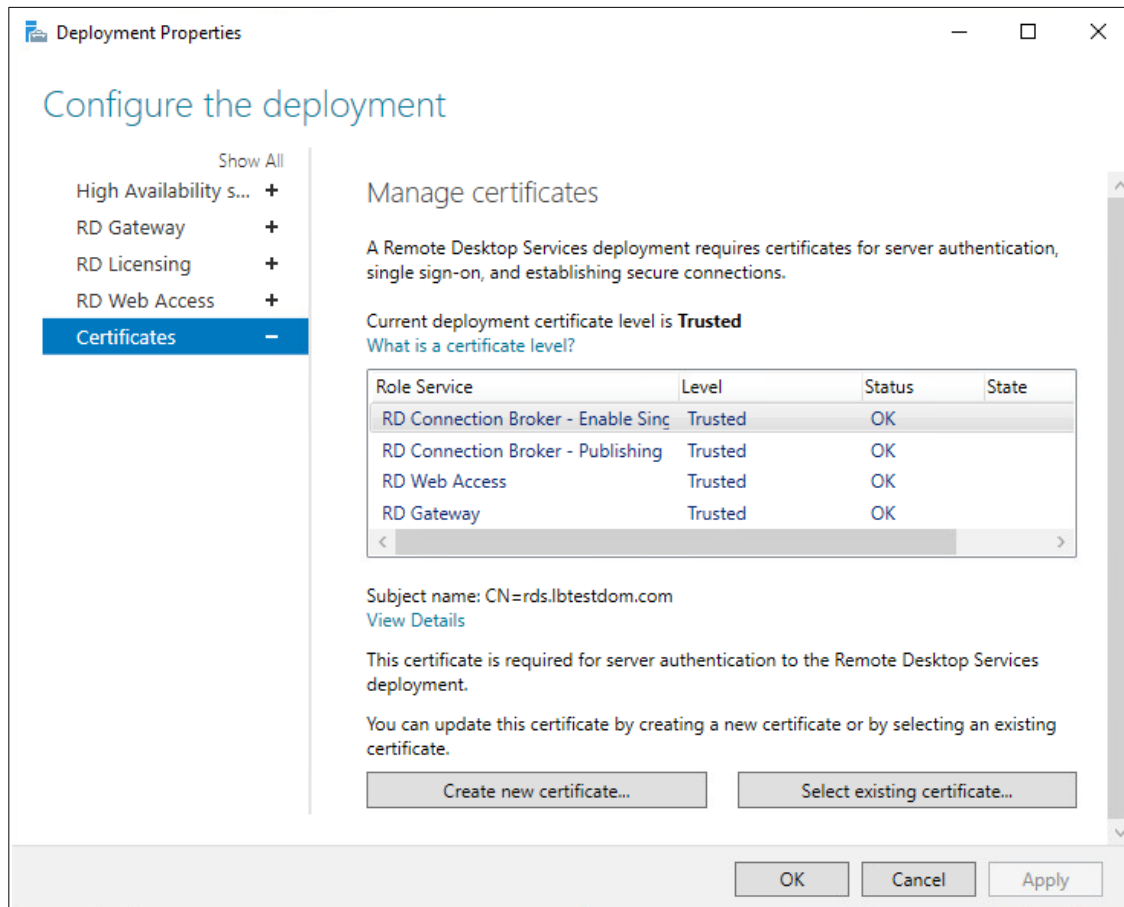 Deployment Properties
Configure the deployment
Show All
High Availability s...
RD Gateway
RD Licensing
RD Web Access
Certificates
Manage certificates
A Remote Desktop Services deployment requires certificates for server authentication,
single sign-on, and establishing secure connections.
Current deployment certificate level is Trusted
What is a certificate level?
Role Service Level Status State
RD Connection Broker - Enable Sing Trusted OK
RD Connection Broker - Publishing Trusted OK
RD Web Access Trusted OK
RD Gateway Trusted OK
Subject name: CN=rds.lbtestdom.com
View Details
This certificate is required for server authentication to the Remote Desktop Services
deployment.
You can update this certificate by creating a new certificate or by selecting an existing
certificate.
Create new certificate... Select existing certificate...
OK Cancel Apply